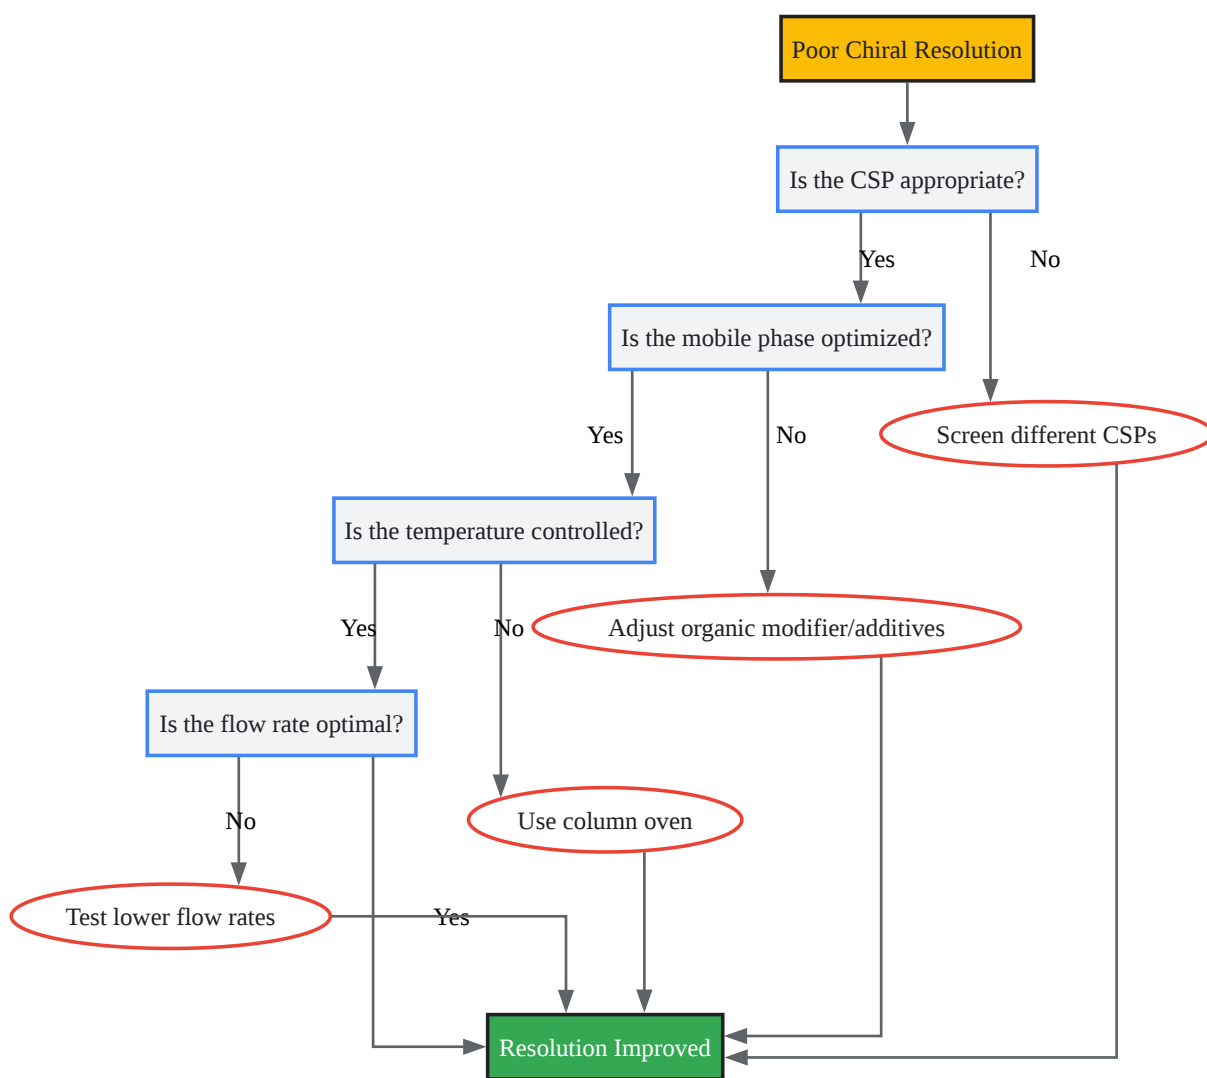 Poor Chiral Resolution
Is the CSP appropriate?
Yes
No
Is the mobile phase optimized?
Yes
No
Screen different CSPs
Is the temperature controlled?
Yes
No
Adjust organic modifier/additives
Is the flow rate optimal?
No
Use column oven
Test lower flow rates
Yes
Resolution Improved